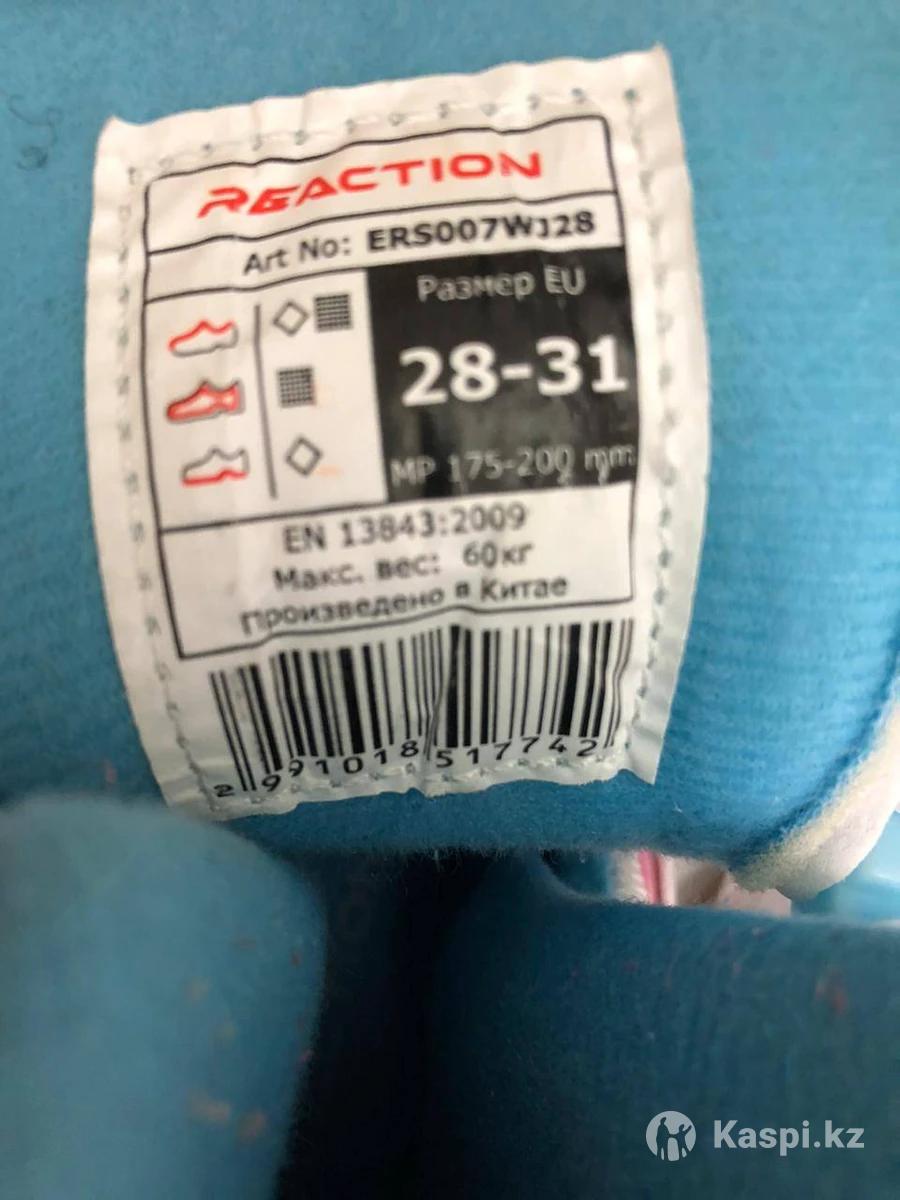 REACTION
Art No: ERS007WJ28
Размер EU
28-31
MP 175-200 mm
EN 13843:2009
Макс. вес: 60кг
Произведено в Китае
2991018517742
Kaspi.kz